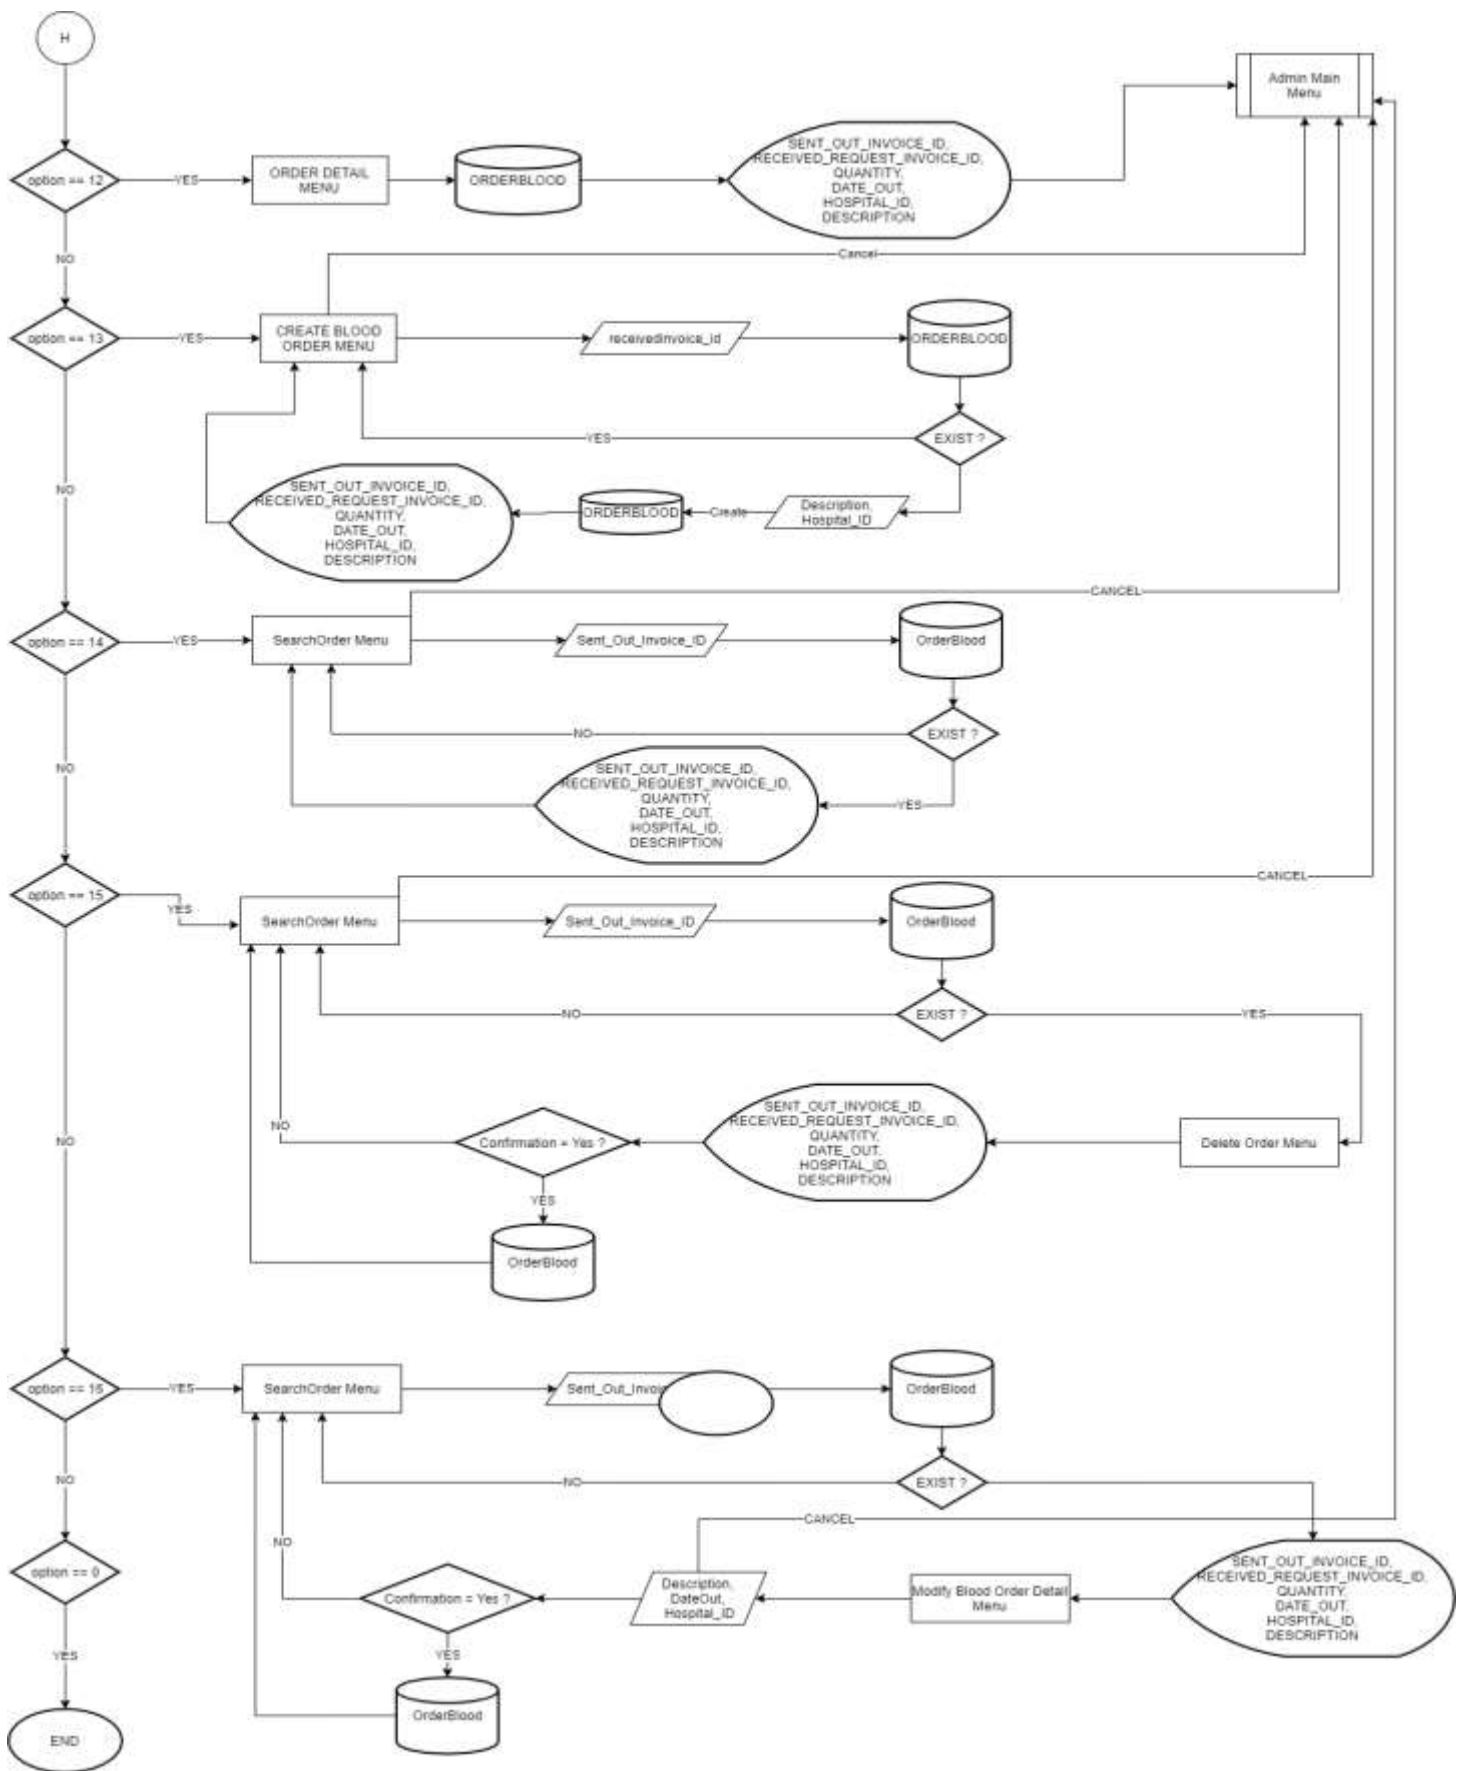 H
Admin Main
Menu
option == 12
YES
ORDER DETAIL
MENU
ORDERBLOOD
SENT_OUT_INVOICE_ID,
RECEIVED_REQUEST_INVOICE_ID,
QUANTITY,
DATE_OUT,
HOSPITAL_ID,
DESCRIPTION
NO
Cancel
option == 13
YES
CREATE BLOOD
ORDER MENU
receivedinvoice_id
ORDERBLOOD
YES
EXIST ?
NO
SENT_OUT_INVOICE_ID,
RECEIVED_REQUEST_INVOICE_ID,
QUANTITY,
DATE_OUT,
HOSPITAL_ID,
DESCRIPTION
ORDERBLOOD
Create
Description,
Hospital_ID
CANCEL
option == 14
YES
SearchOrder Menu
Sent_Out_Invoice_ID
OrderBlood
NO
EXIST ?
NO
SENT_OUT_INVOICE_ID,
RECEIVED_REQUEST_INVOICE_ID,
QUANTITY,
DATE_OUT,
HOSPITAL_ID,
DESCRIPTION
YES
CANCEL
option == 15
YES
SearchOrder Menu
Sent_Out_Invoice_ID
OrderBlood
NO
EXIST ?
YES
NO
NO
Confirmation = Yes ?
SENT_OUT_INVOICE_ID,
RECEIVED_REQUEST_INVOICE_ID,
QUANTITY,
DATE_OUT,
HOSPITAL_ID,
DESCRIPTION
Delete Order Menu
YES
OrderBlood
option == 16
YES
SearchOrder Menu
Sent_Out_Invoic
OrderBlood
NO
NO
EXIST ?
CANCEL
NO
option == 0
Confirmation = Yes ?
Description,
DateOut,
Hospital_ID
Modify Blood Order Detail
Menu
SENT_OUT_INVOICE_ID,
RECEIVED_REQUEST_INVOICE_ID,
QUANTITY,
DATE_OUT,
HOSPITAL_ID,
DESCRIPTION
YES
YES
OrderBlood
END